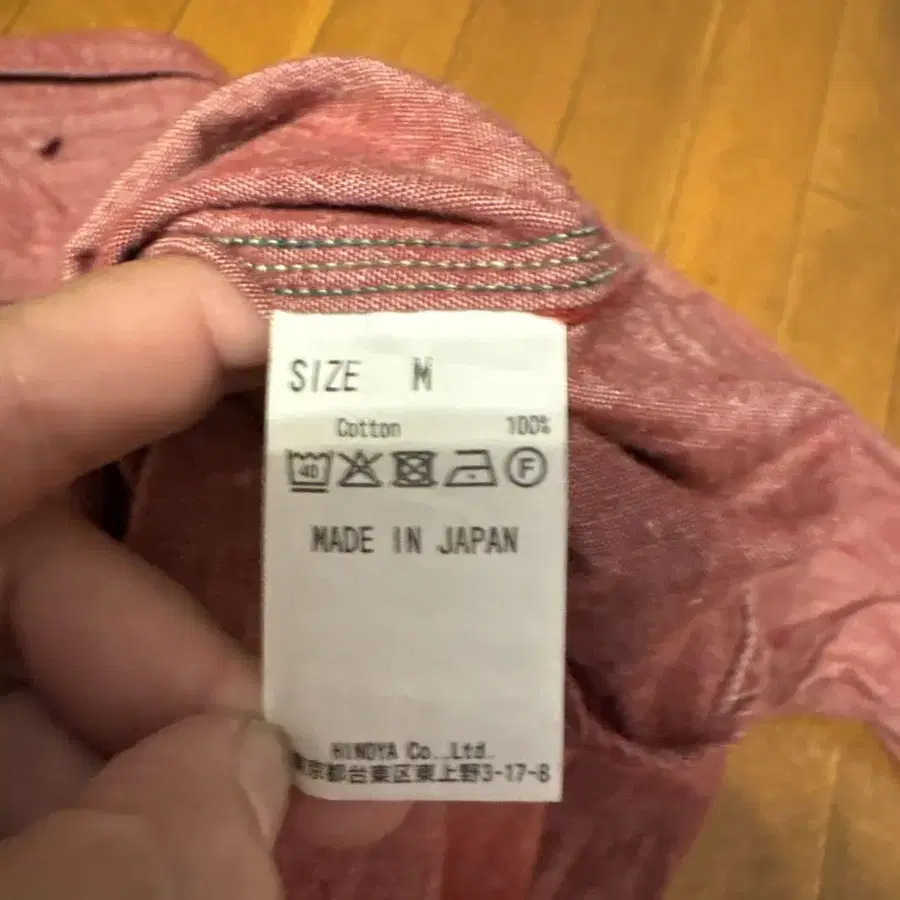 SIZE M
Cotton 100%
40 F
MADE IN JAPAN
HINOYA Co.,Ltd.
東京都台東区東上野3-17-8